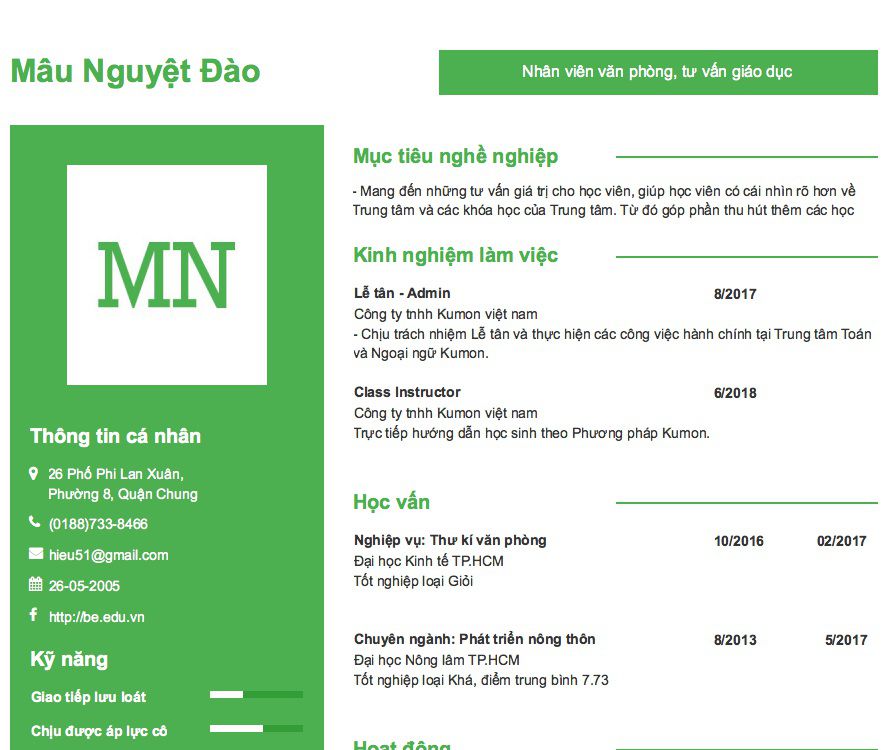 Mâu Nguyệt Đào
Nhân viên văn phòng, tư vấn giáo dục
MN
Thông tin cá nhân
26 Phố Phi Lan Xuân,
Phường 8, Quận Chung
(0188)733-8466
hieu51@gmail.com
26-05-2005
http://be.edu.vn
Kỹ năng
Giao tiếp lưu loát
Chịu được áp lực cô
Mục tiêu nghề nghiệp
- Mang đến những tư vấn giá trị cho học viên, giúp học viên có cái nhìn rõ hơn về
Trung tâm và các khóa học của Trung tâm. Từ đó góp phần thu hút thêm các học
Kinh nghiệm làm việc
Lễ tân - Admin 8/2017
Công ty tnhh Kumon việt nam
- Chịu trách nhiệm Lễ tân và thực hiện các công việc hành chính tại Trung tâm Toán
và Ngoại ngữ Kumon.
Class Instructor 6/2018
Công ty tnhh Kumon việt nam
Trực tiếp hướng dẫn học sinh theo Phương pháp Kumon.
Học vấn
Nghiệp vụ: Thư kí văn phòng 10/2016 02/2017
Đại học Kinh tế TP.HCM
Tốt nghiệp loại Giỏi
Chuyên ngành: Phát triển nông thôn 8/2013 5/2017
Đại học Nông lâm TP.HCM
Tốt nghiệp loại Khá, điểm trung bình 7.73
Hoạt động